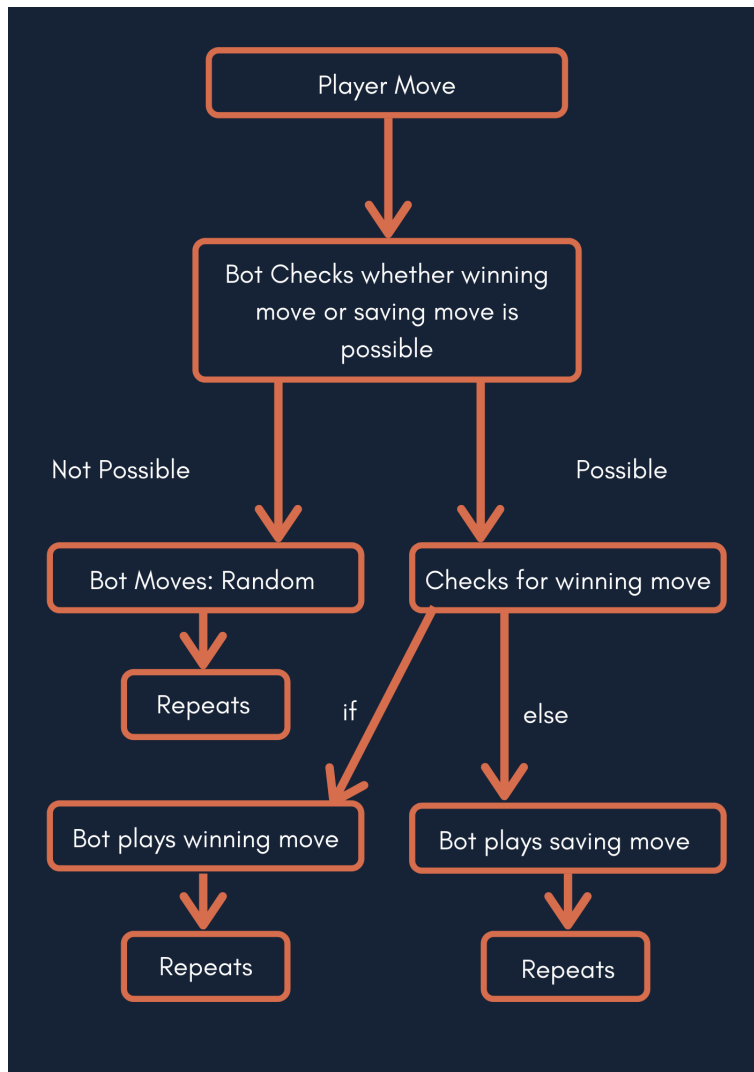 Player Move
Bot Checks whether winning
move or saving move is
possible
Not Possible
Possible
Bot Moves: Random
Checks for winning move
Repeats
if
else
Bot plays winning move
Bot plays saving move
Repeats
Repeats